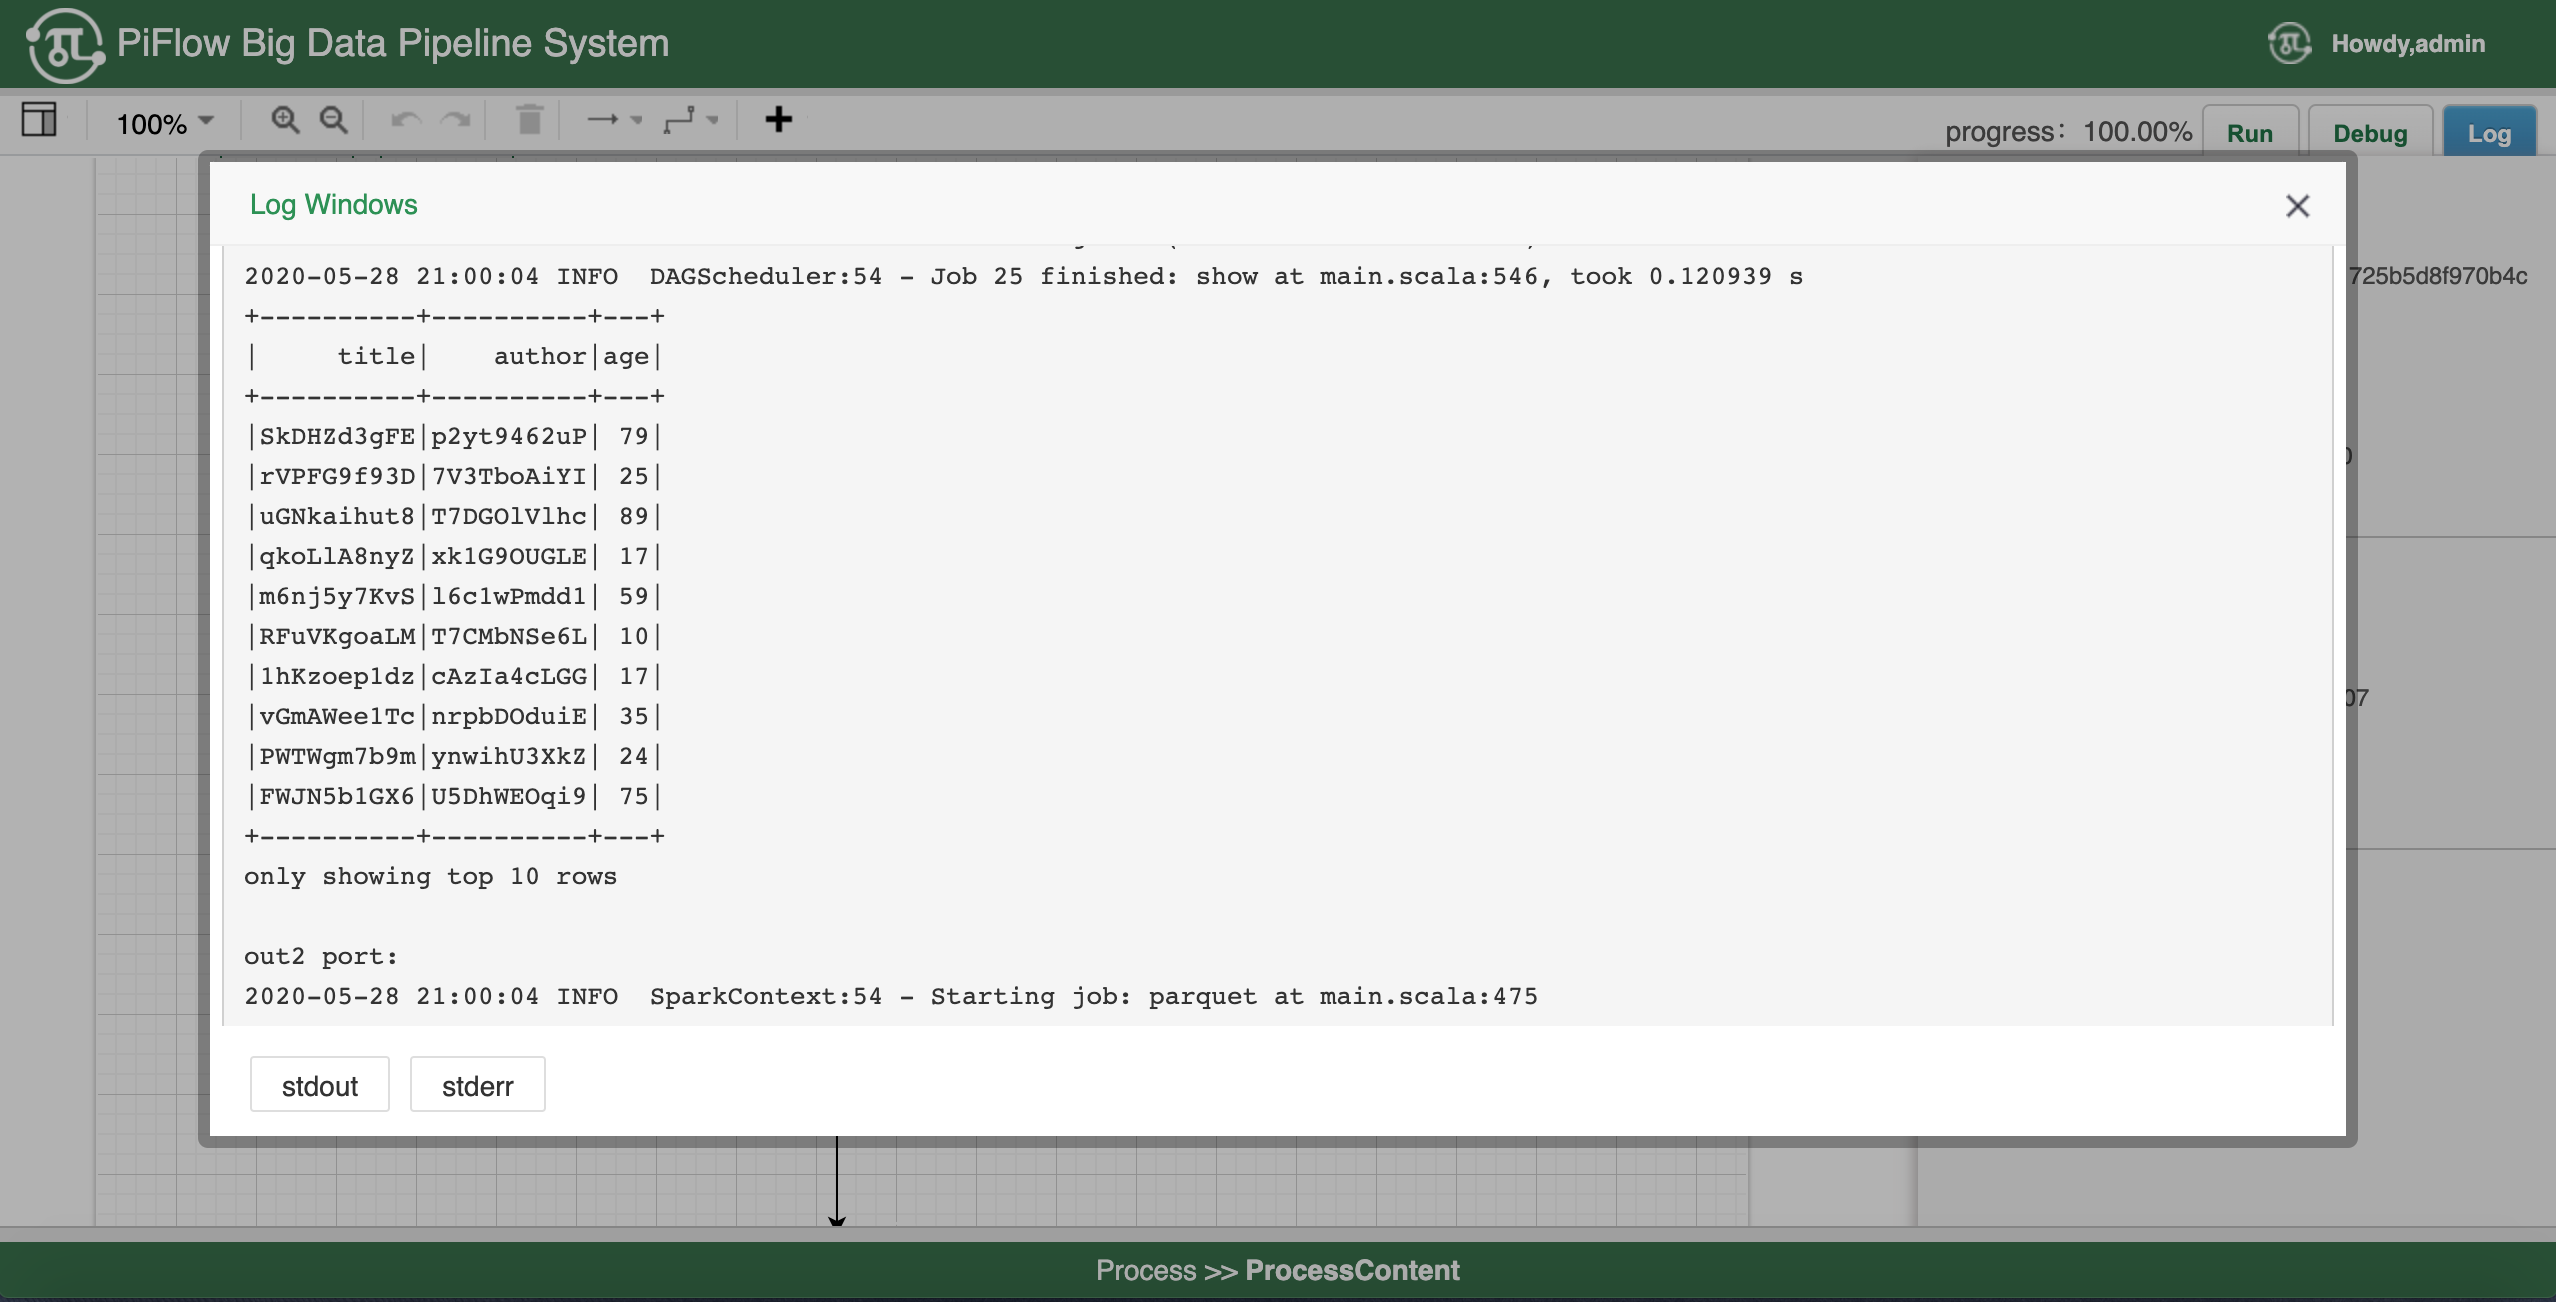 PiFlow Big Data Pipeline System
Howdy,admin
100%
progress: 100.00%
Run
Debug
Log
Log Windows
2020-05-28 21:00:04 INFO  DAGScheduler:54 - Job 25 finished: show at main.scala:546, took 0.120939 s
+----------+----------+---+
|     title|    author|age|
+----------+----------+---+
|SkDHZd3gFE|p2yt9462uP| 79|
|rVPFG9f93D|7V3TboAiYI| 25|
|uGNkaihut8|T7DGOlVlhc| 89|
|qkoLlA8nyZ|xk1G9OUGLE| 17|
|m6nj5y7KvS|l6c1wPmdd1| 59|
|RFuVKgoaLM|T7CMbNSe6L| 10|
|1hKzoep1dz|cAzIa4cLGG| 17|
|vGmAWee1Tc|nrpbDOduiE| 35|
|PWTWgm7b9m|ynwihU3XkZ| 24|
|FWJN5b1GX6|U5DhWEOqi9| 75|
+----------+----------+---+
only showing top 10 rows
out2 port:
2020-05-28 21:00:04 INFO  SparkContext:54 - Starting job: parquet at main.scala:475
725b5d8f970b4c
07
stdout
stderr
Process >> ProcessContent